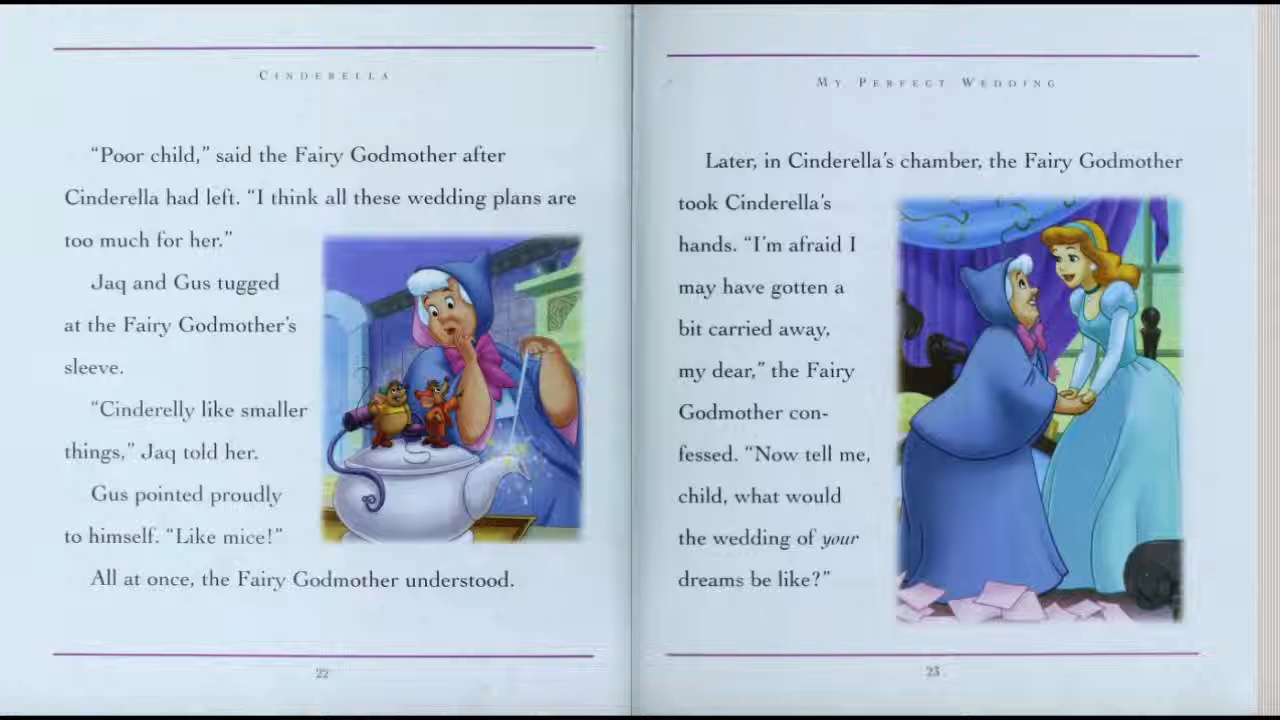 CINDERELLA
“Poor child,” said the Fairy Godmother after
Cinderella had left. “I think all these wedding plans are
too much for her.”
Jaq and Gus tugged
at the Fairy Godmother’s
sleeve.
“Cinderelly like smaller
things,” Jaq told her.
Gus pointed proudly
to himself. “Like mice!”
All at once, the Fairy Godmother understood.
22
MY PERFECT WEDDING
Later, in Cinderella’s chamber, the Fairy Godmother
took Cinderella’s
hands. “I’m afraid I
may have gotten a
bit carried away,
my dear,” the Fairy
Godmother con-
fessed. “Now tell me,
child, what would
the wedding of your
dreams be like?”
23